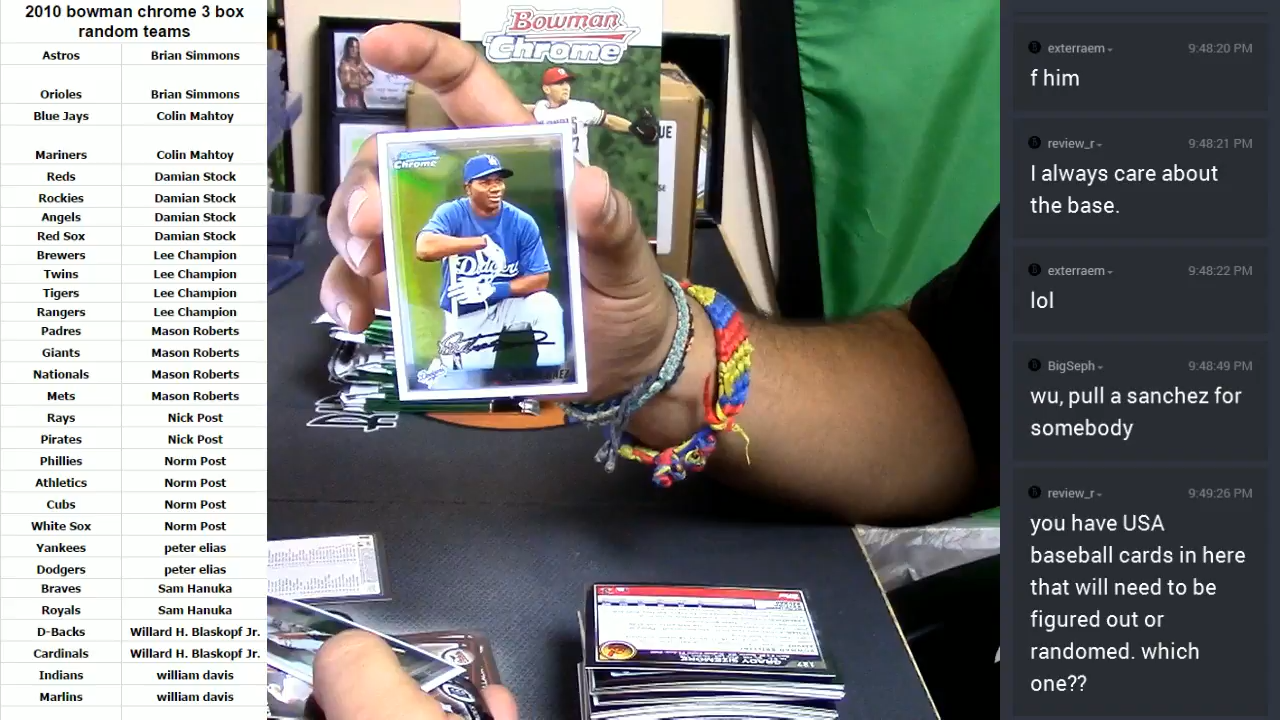 2010 bowman chrome 3 box
random teams
Astros Brian Simmons
Orioles Brian Simmons
Blue Jays Colin Mahtoy
Mariners Colin Mahtoy
Reds Damian Stock
Rockies Damian Stock
Angels Damian Stock
Red Sox Damian Stock
Brewers Lee Champion
Twins Lee Champion
Tigers Lee Champion
Rangers Lee Champion
Padres Mason Roberts
Giants Mason Roberts
Nationals Mason Roberts
Mets Mason Roberts
Rays Nick Post
Pirates Nick Post
Phillies Norm Post
Athletics Norm Post
Cubs Norm Post
White Sox Norm Post
Yankees peter elias
Dodgers peter elias
Braves Sam Hanuka
Royals Sam Hanuka
D-Backs Willard H. Blaskopf Jr.
Cardinals Willard H. Blaskopf Jr.
Indians william davis
Marlins william davis
Bowman
Chrome
Bowman
Chrome
Dodgers
GRADY SIZEMORE
exterraem 9:48:20 PM
f him
review_r 9:48:21 PM
I always care about
the base.
exterraem 9:48:22 PM
lol
BigSeph 9:48:49 PM
wu, pull a sanchez for
somebody
review_r 9:49:26 PM
you have USA
baseball cards in here
that will need to be
figured out or
randomed. which
one??